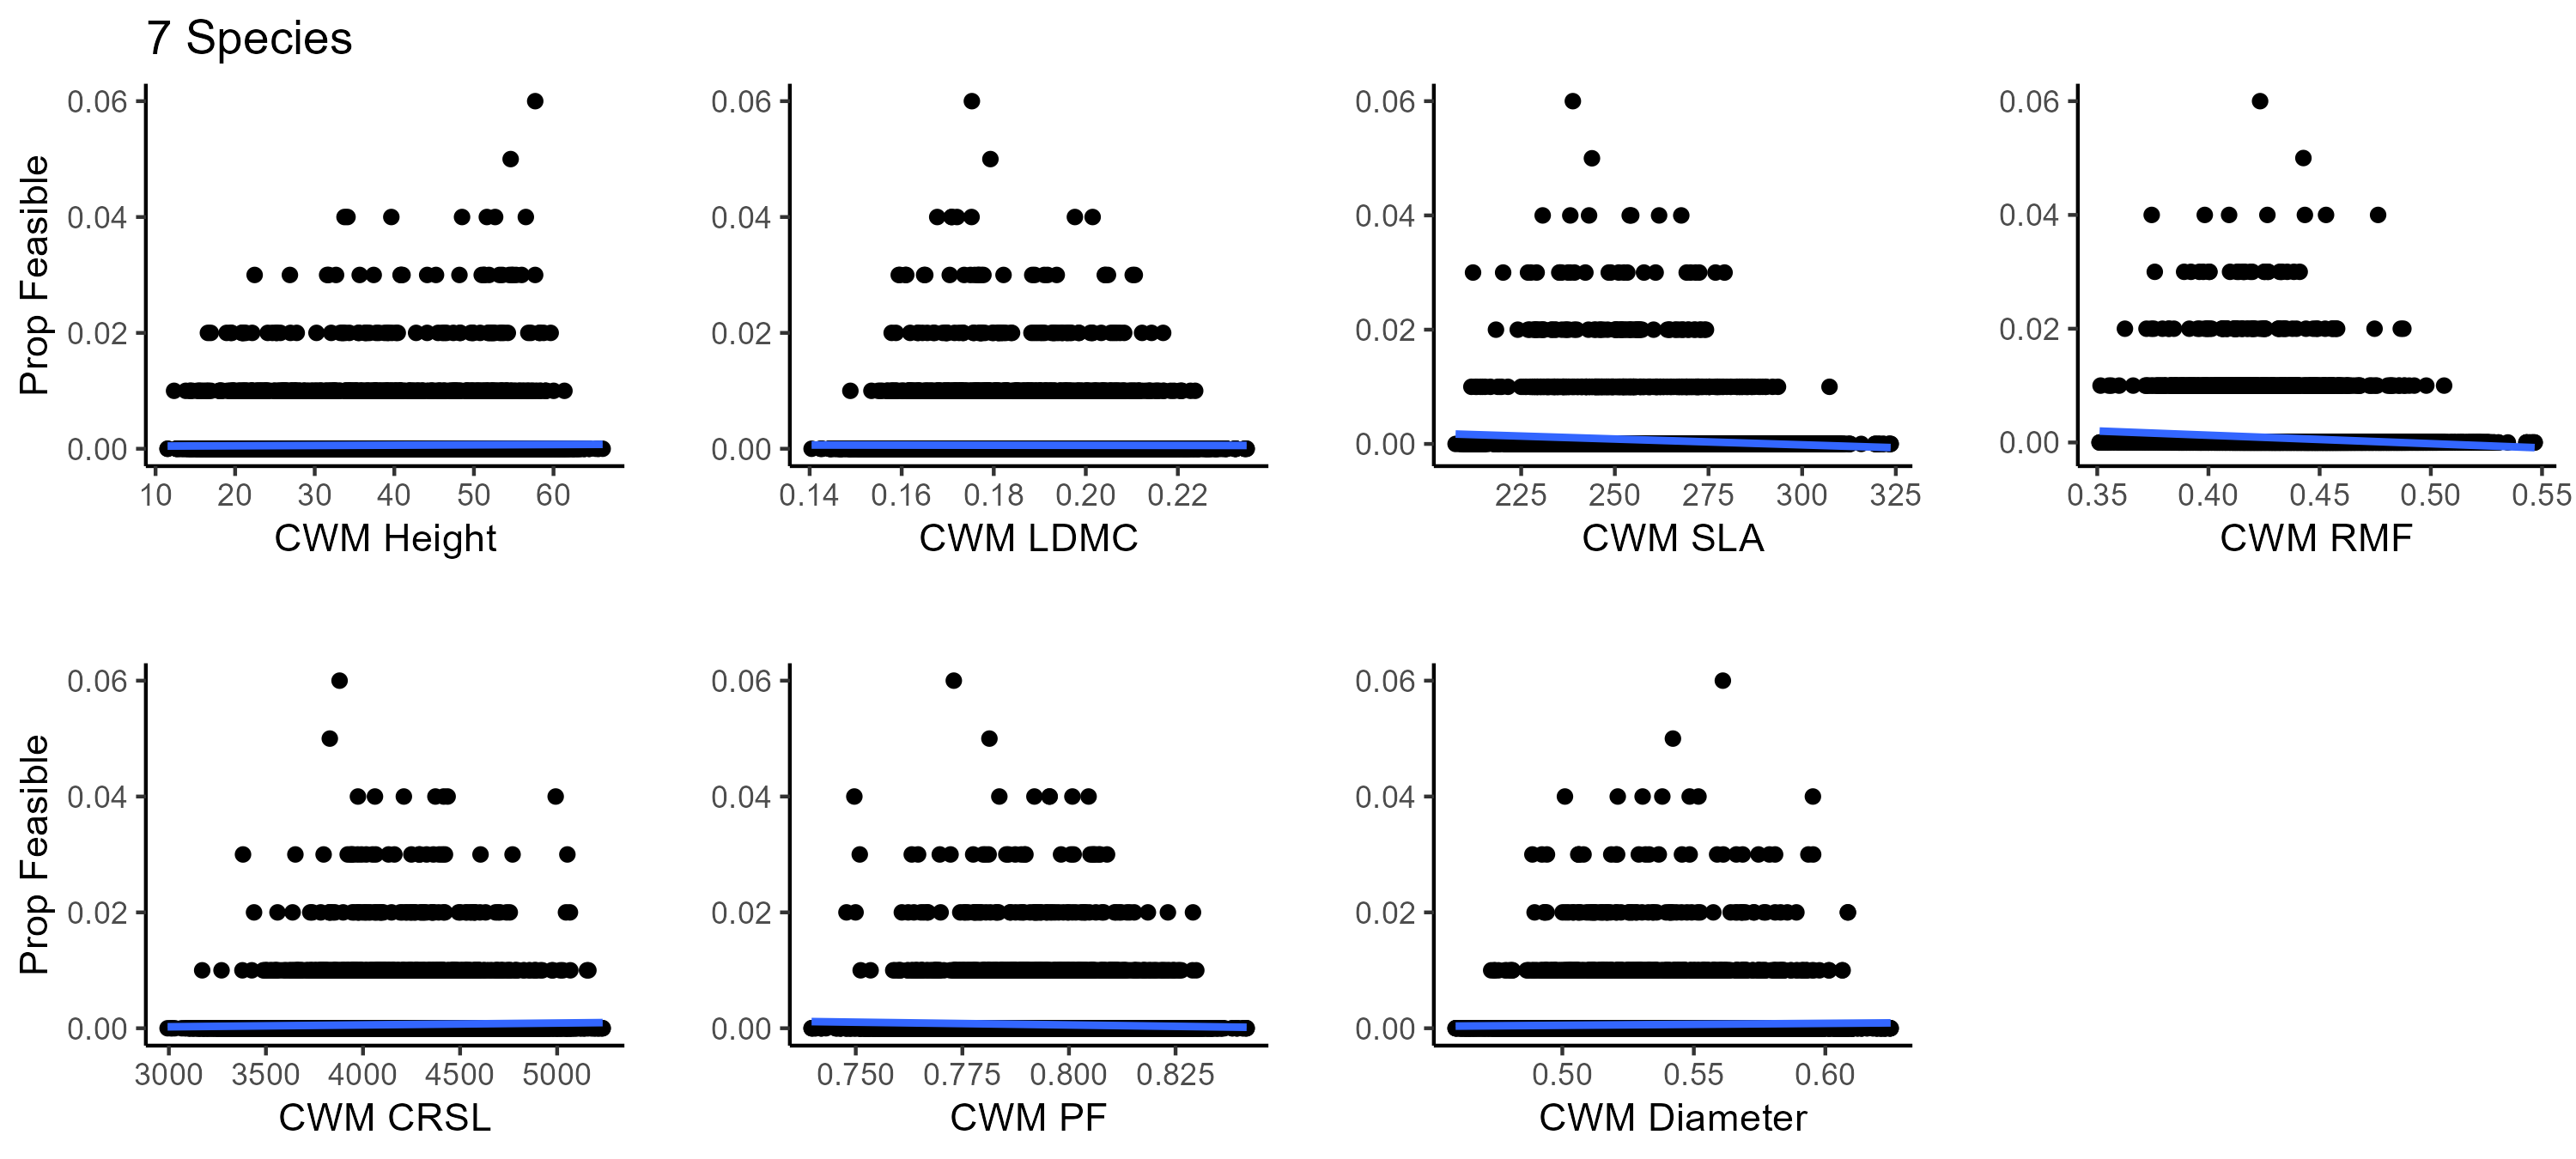 7 Species
Prop Feasible
0.06
0.04
0.02
0.00
10 20 30 40 50 60
CWM Height
0.06
0.04
0.02
0.00
0.14 0.16 0.18 0.20 0.22
CWM LDMC
0.06
0.04
0.02
0.00
225 250 275 300 325
CWM SLA
0.06
0.04
0.02
0.00
0.35 0.40 0.45 0.50 0.55
CWM RMF
Prop Feasible
0.06
0.04
0.02
0.00
3000 3500 4000 4500 5000
CWM CRSL
0.06
0.04
0.02
0.00
0.750 0.775 0.800 0.825
CWM PF
0.06
0.04
0.02
0.00
0.50 0.55 0.60
CWM Diameter